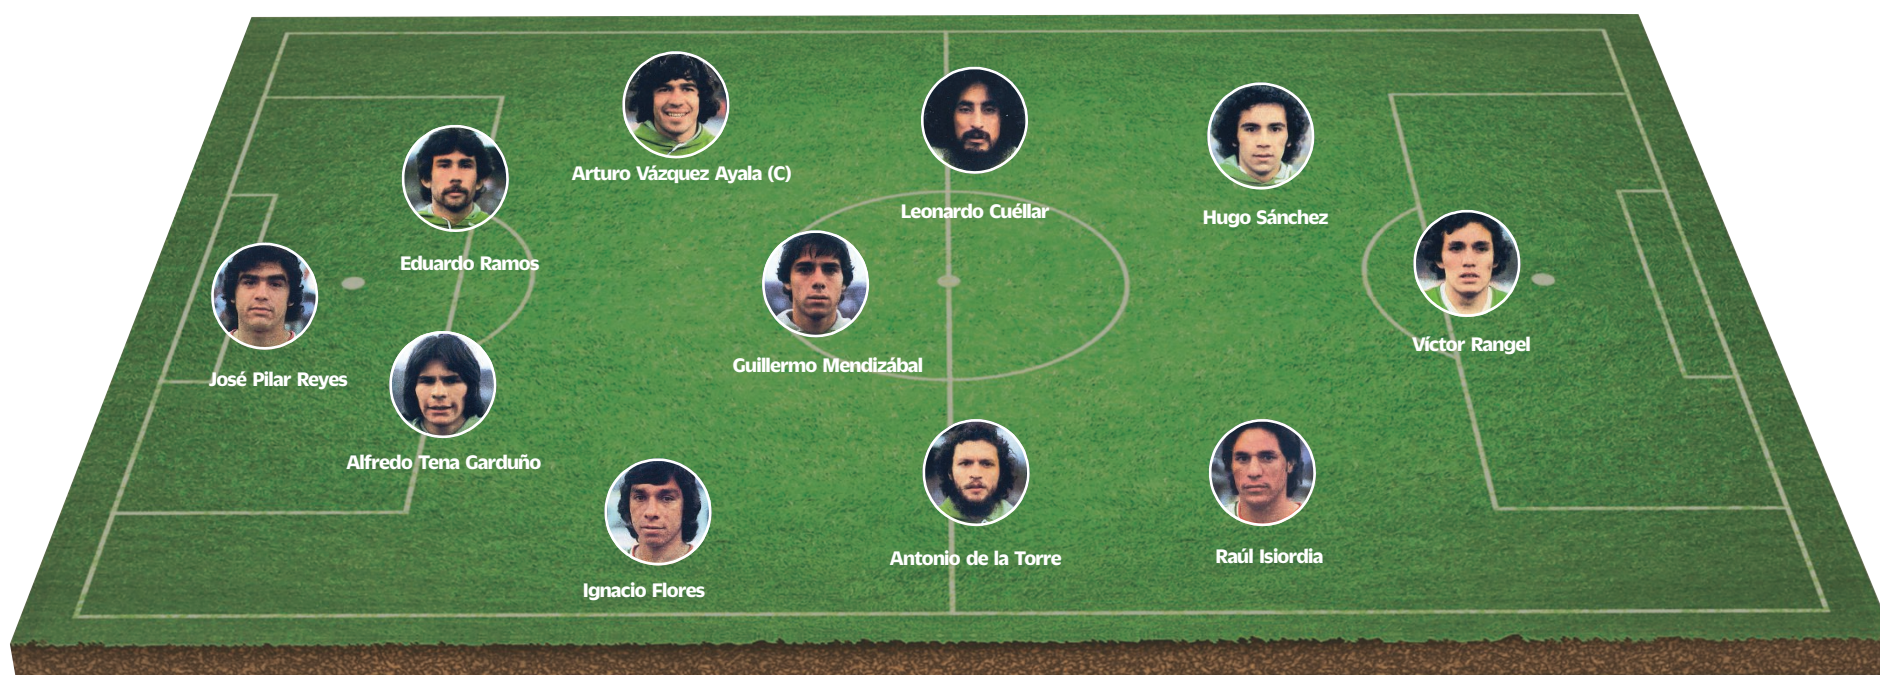 Arturo Vázquez Ayala (C)
Leonardo Cuéllar
Hugo Sánchez
Eduardo Ramos
Víctor Rangel
Guillermo Mendizábal
José Pilar Reyes
Alfredo Tena Garduño
Antonio de la Torre
Raúl Isiordia
Ignacio Flores